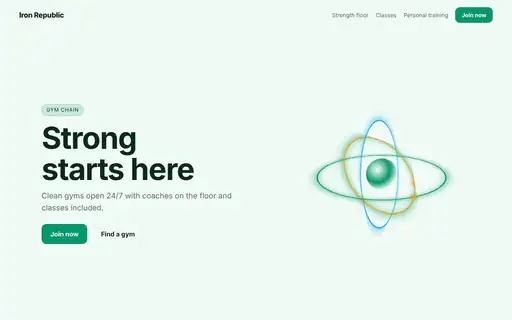 Iron Republic
Strength floor Classes Personal training Join now
GYM CHAIN
Strong
starts here
Clean gyms open 24/7 with coaches on the floor and
classes included.
Join now Find a gym